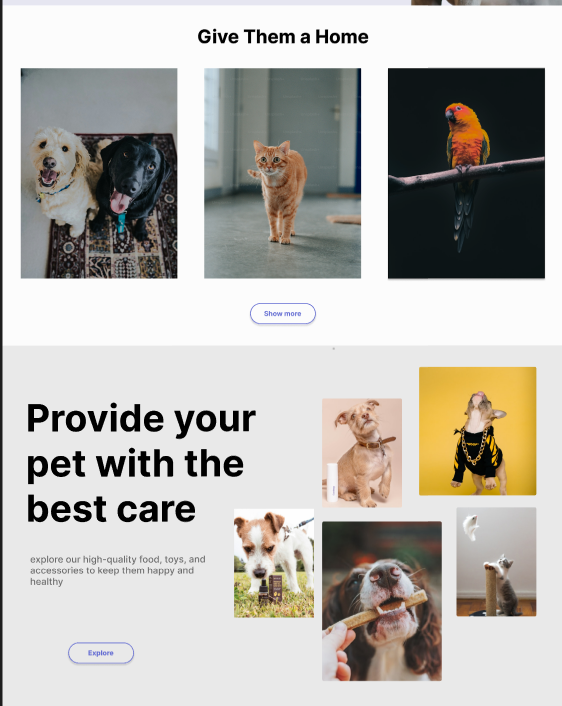 Give Them a Home
Show more
Provide your
pet with the
best care
explore our high-quality food, toys, and
accessories to keep them happy and
healthy
Explore